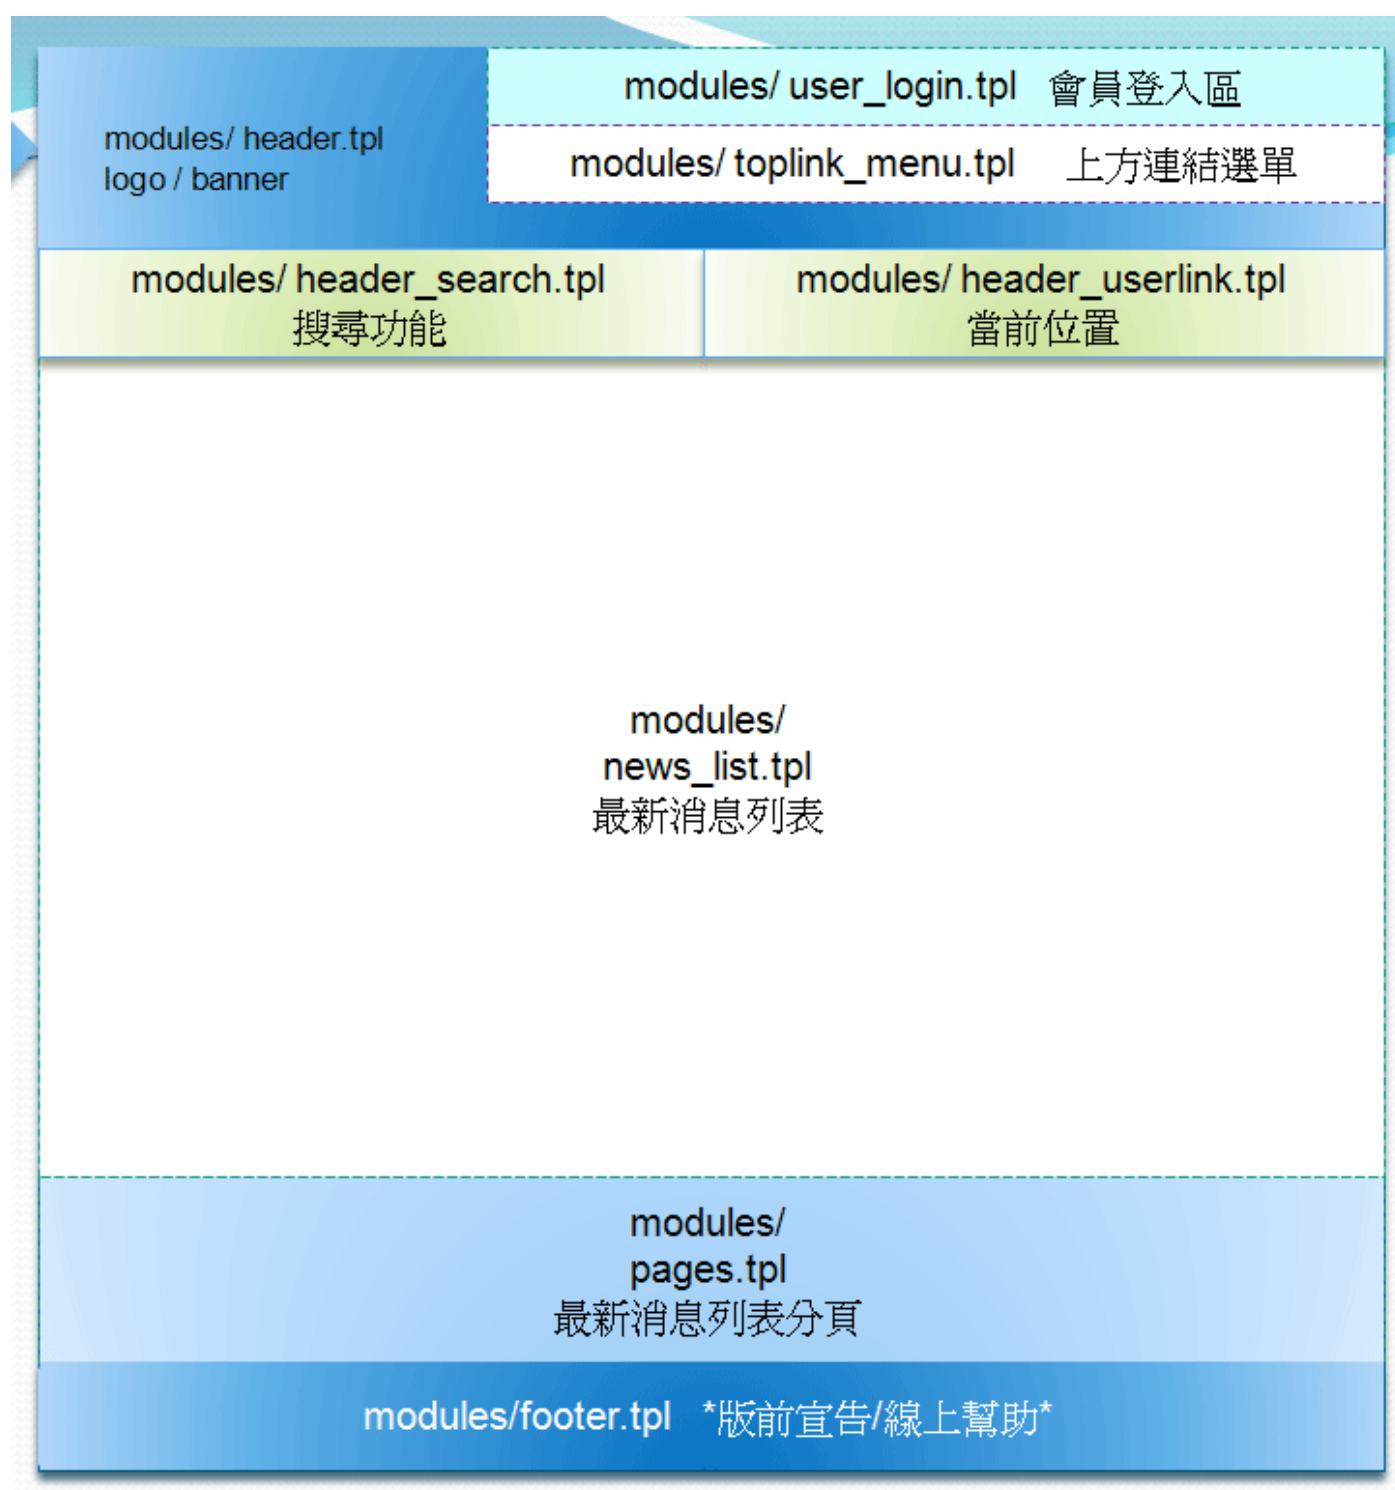 modules/ user_login.tpl 會員登入區
modules/ header.tpl
logo / banner
modules/ toplink_menu.tpl 上方連結選單
modules/ header_search.tpl
搜尋功能
modules/ header_userlink.tpl
當前位置
modules/
news_list.tpl
最新消息列表
modules/
pages.tpl
最新消息列表分頁
modules/footer.tpl *版前宣告/線上幫助*